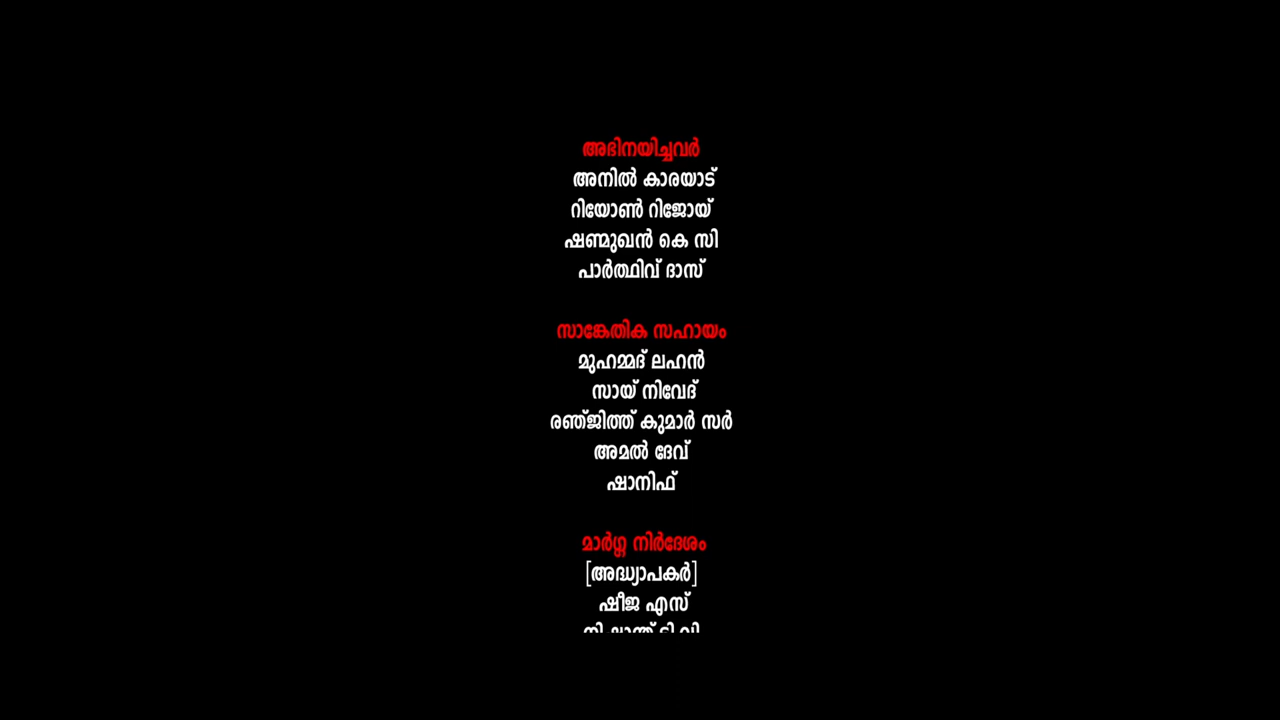 അഭിനയിച്ചവർ
അനിൽ കാരയാട്
റിയോൺ റിജോയ്
ഷണ്മുഖൻ കെ സി
പാർത്ഥിവ് ദാസ്
സാങ്കേതിക സഹായം
മുഹമ്മദ് ലഹൻ
സായ് നിവേദ്
രഞ്ജിത്ത് കുമാർ സർ
അമൽ ദേവ്
ഷാനിഫ്
മാർഗ്ഗ നിർദേശം
[അദ്ധ്യാപകർ]
ഷീജ എസ്